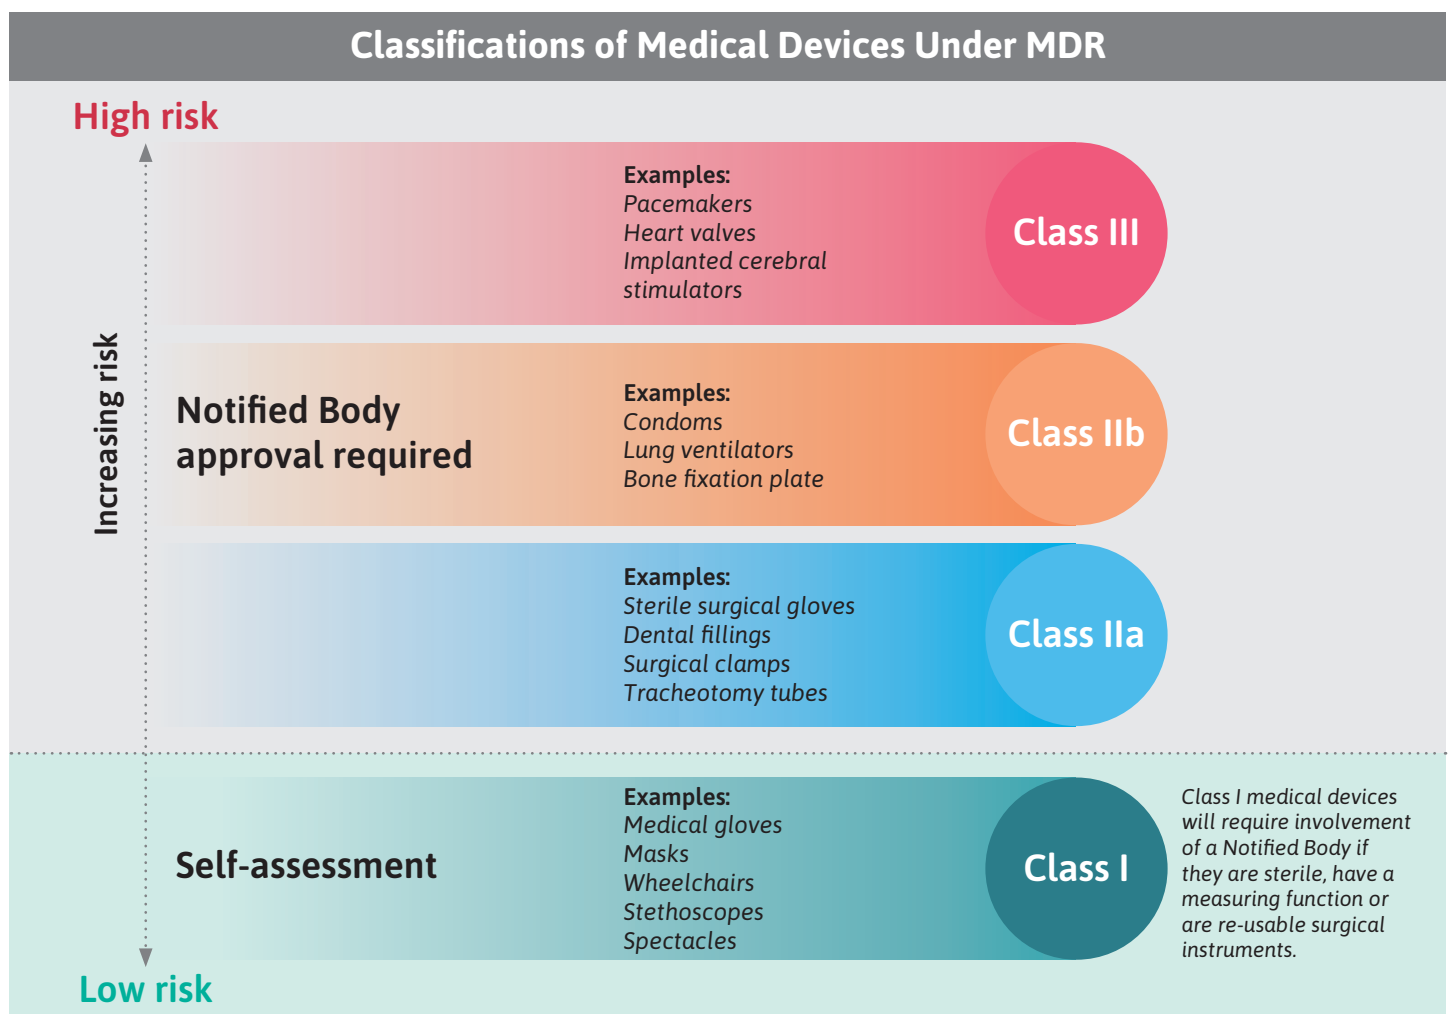 Classifications of Medical Devices Under MDR
High risk
Increasing risk
Examples:
Pacemakers
Heart valves
Implanted cerebral
stimulators
Class III
Notified Body
approval required
Examples:
Condoms
Lung ventilators
Bone fixation plate
Class IIb
Examples:
Sterile surgical gloves
Dental fillings
Surgical clamps
Tracheotomy tubes
Class IIa
Self-assessment
Examples:
Medical gloves
Masks
Wheelchairs
Stethoscopes
Spectacles
Class I
Class I medical devices
will require involvement
of a Notified Body if
they are sterile, have a
measuring function or
are re-usable surgical
instruments.
Low risk